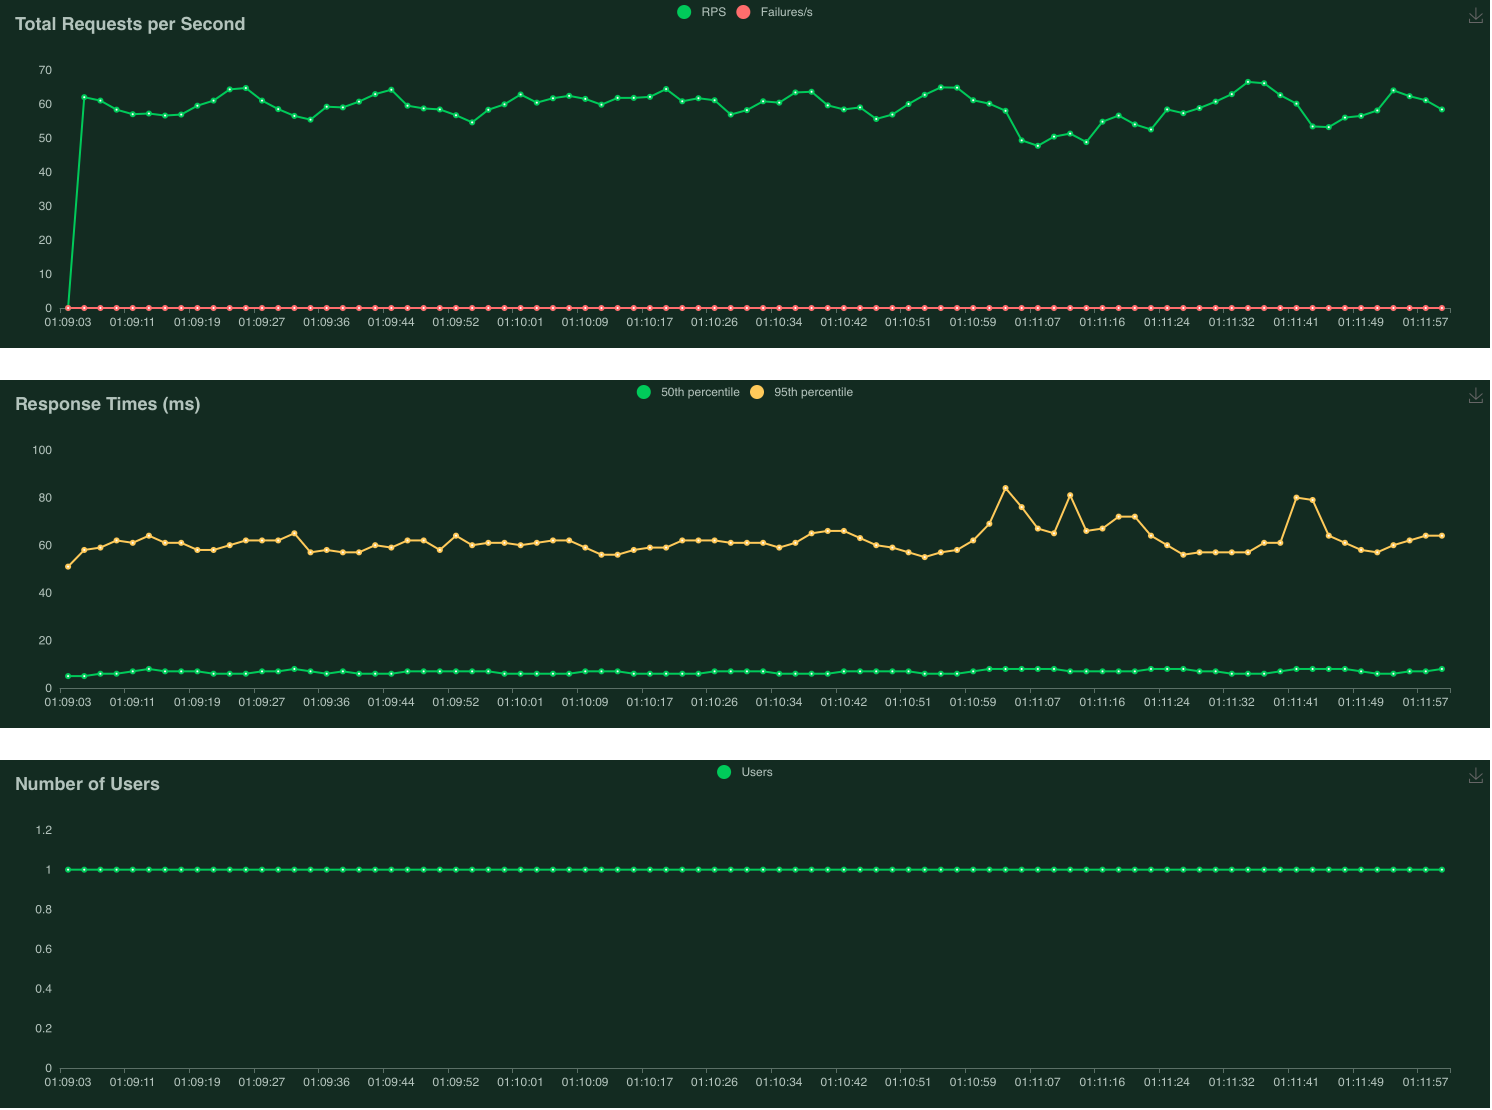 RPS Failures/s
Total Requests per Second
70
60
50
40
30
20
10
0
01:09:03 01:09:11 01:09:19 01:09:27 01:09:36 01:09:44 01:09:52 01:10:01 01:10:09 01:10:17 01:10:26 01:10:34 01:10:42 01:10:51 01:10:59 01:11:07 01:11:16 01:11:24 01:11:32 01:11:41 01:11:49 01:11:57
50th percentile 95th percentile
Response Times (ms)
100
80
60
40
20
0
01:09:03 01:09:11 01:09:19 01:09:27 01:09:36 01:09:44 01:09:52 01:10:01 01:10:09 01:10:17 01:10:26 01:10:34 01:10:42 01:10:51 01:10:59 01:11:07 01:11:16 01:11:24 01:11:32 01:11:41 01:11:49 01:11:57
Users
Number of Users
1.2
1
0.8
0.6
0.4
0.2
0
01:09:03 01:09:11 01:09:19 01:09:27 01:09:36 01:09:44 01:09:52 01:10:01 01:10:09 01:10:17 01:10:26 01:10:34 01:10:42 01:10:51 01:10:59 01:11:07 01:11:16 01:11:24 01:11:32 01:11:41 01:11:49 01:11:57